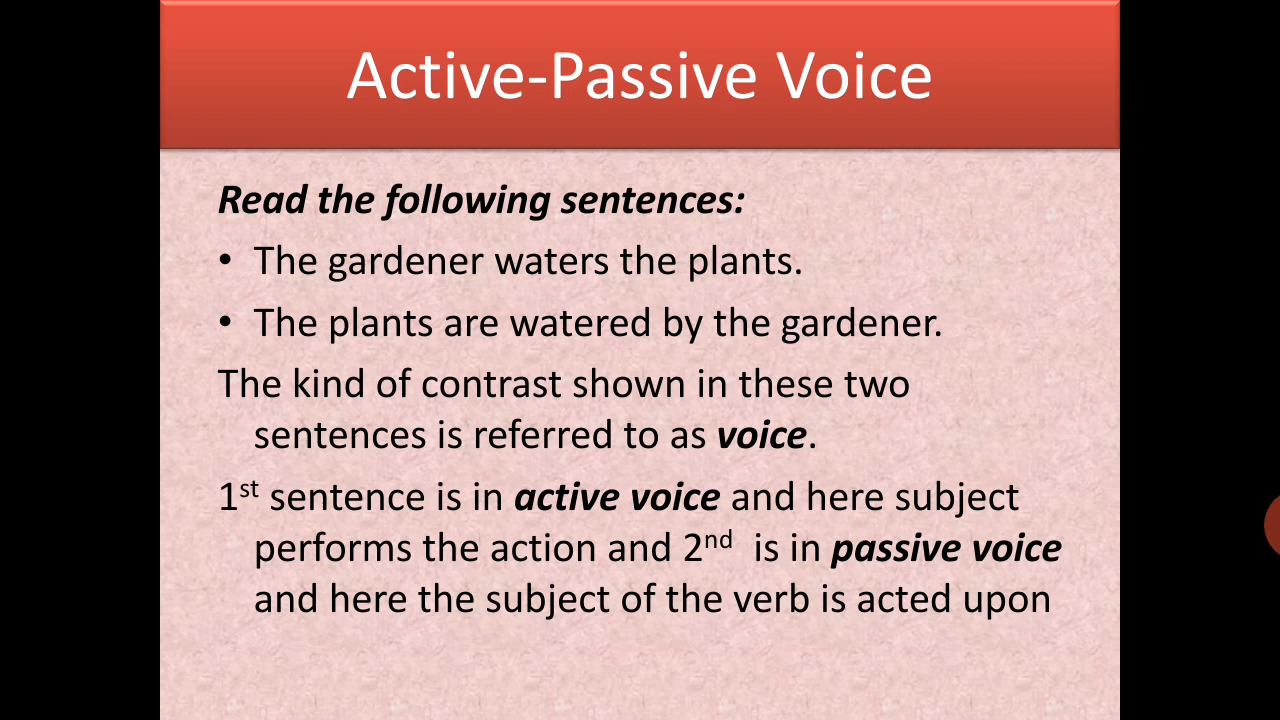 Active-Passive Voice
Read the following sentences:
• The gardener waters the plants.
• The plants are watered by the gardener.
The kind of contrast shown in these two
sentences is referred to as voice.
1st sentence is in active voice and here subject
performs the action and 2nd  is in passive voice
and here the subject of the verb is acted upon